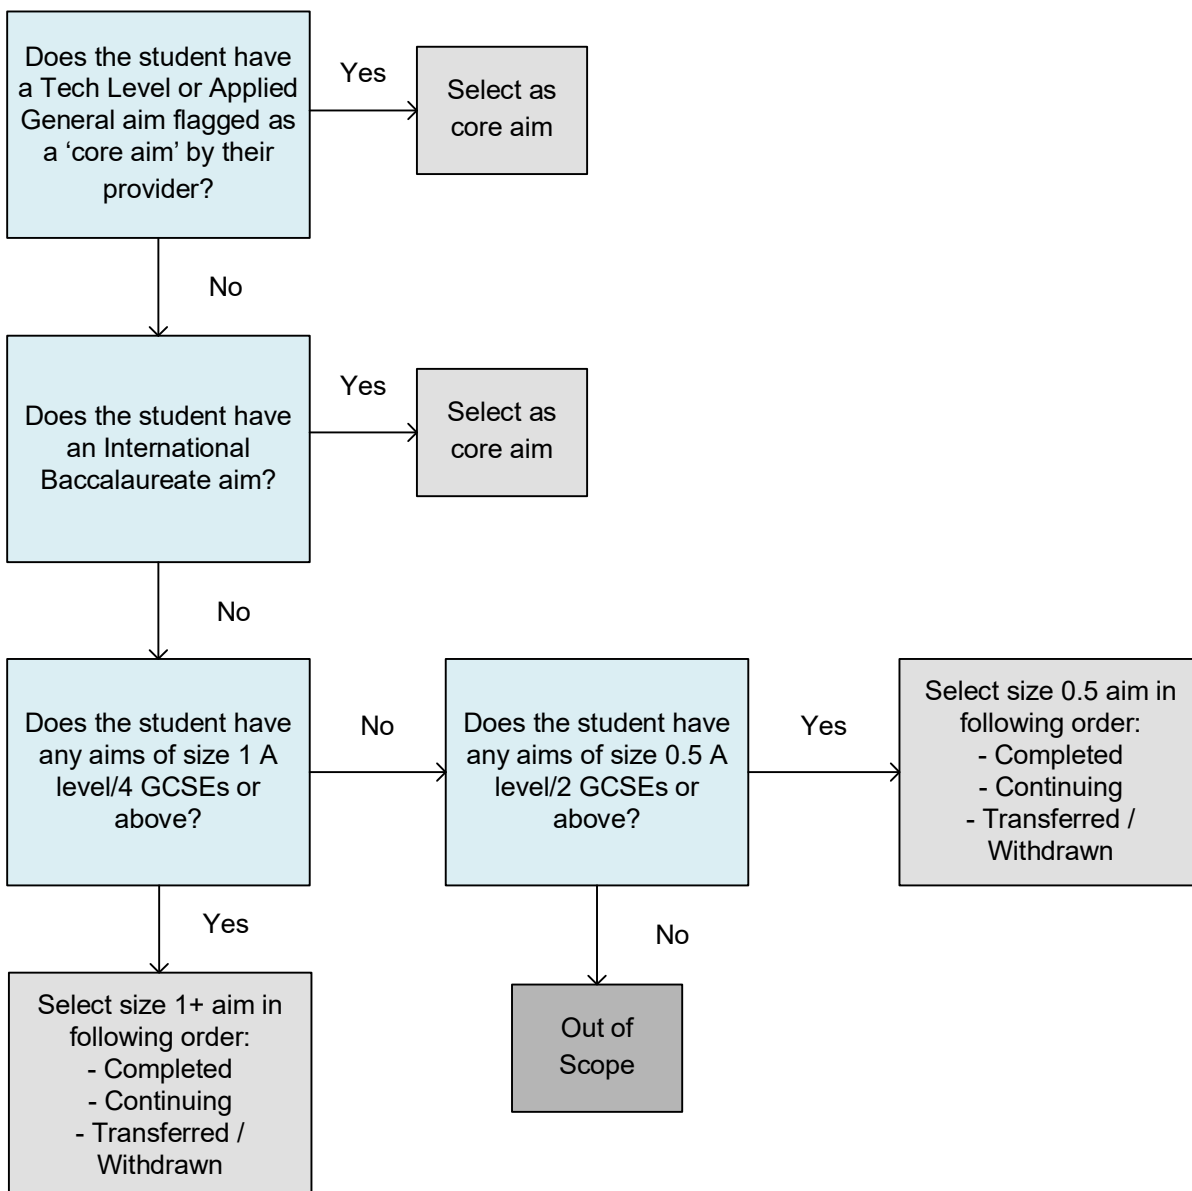 Does the student have
a Tech Level or Applied
General aim flagged as
a ‘core aim’ by their
provider?
Yes
Select as
core aim
No
Does the student have
an International
Baccalaureate aim?
Yes
Select as
core aim
No
Does the student have
any aims of size 1 A
level/4 GCSEs or
above?
No
Does the student have
any aims of size 0.5 A
level/2 GCSEs or
above?
Yes
Select size 0.5 aim in
following order:
- Completed
- Continuing
- Transferred /
Withdrawn
Yes
No
Select size 1+ aim in
following order:
- Completed
- Continuing
- Transferred /
Withdrawn
Out of
Scope